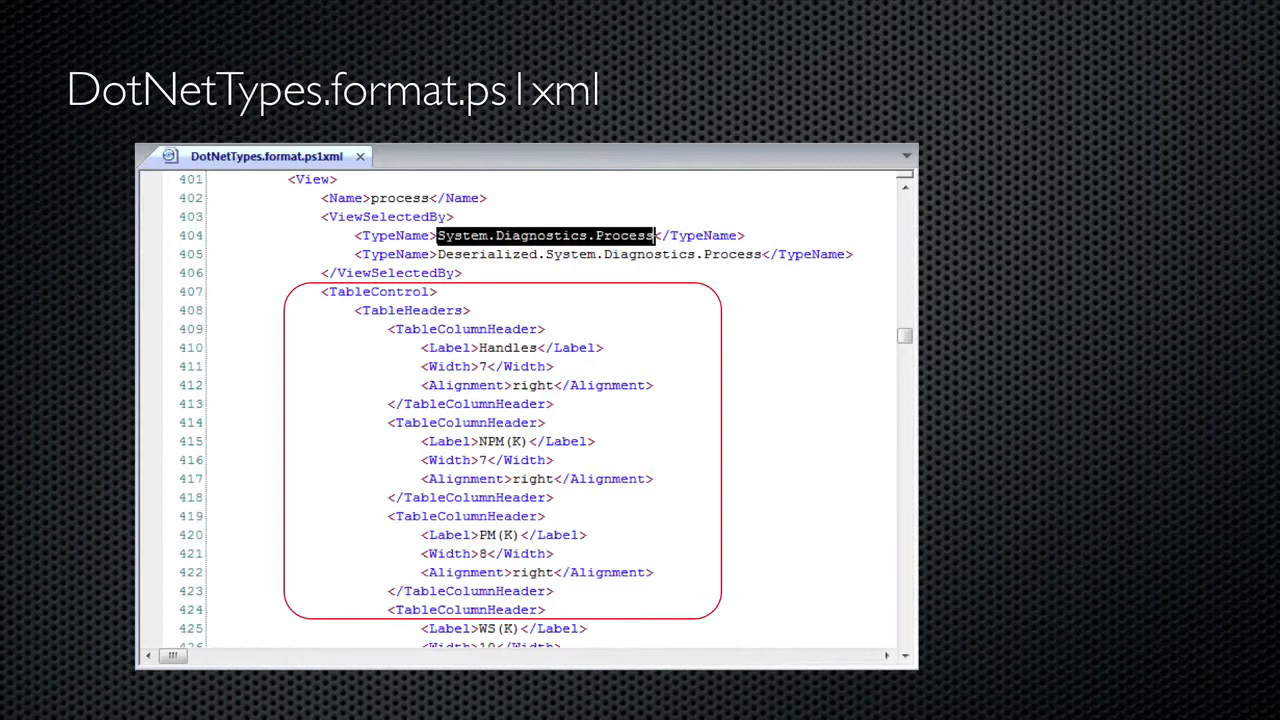 DotNetTypes.format.ps1xml
DotNetTypes.format.ps1xml
401 <View>
402 <Name>process</Name>
403 <ViewSelectedBy>
404 <TypeName>System.Diagnostics.Process</TypeName>
405 <TypeName>Deserialized.System.Diagnostics.Process</TypeName>
406 </ViewSelectedBy>
407 <TableControl>
408 <TableHeaders>
409 <TableColumnHeader>
410 <Label>Handles</Label>
411 <Width>7</Width>
412 <Alignment>right</Alignment>
413 </TableColumnHeader>
414 <TableColumnHeader>
415 <Label>NPM(K)</Label>
416 <Width>7</Width>
417 <Alignment>right</Alignment>
418 </TableColumnHeader>
419 <TableColumnHeader>
420 <Label>PM(K)</Label>
421 <Width>8</Width>
422 <Alignment>right</Alignment>
423 </TableColumnHeader>
424 <TableColumnHeader>
425 <Label>WS(K)</Label>
426 <Width>10</Width>